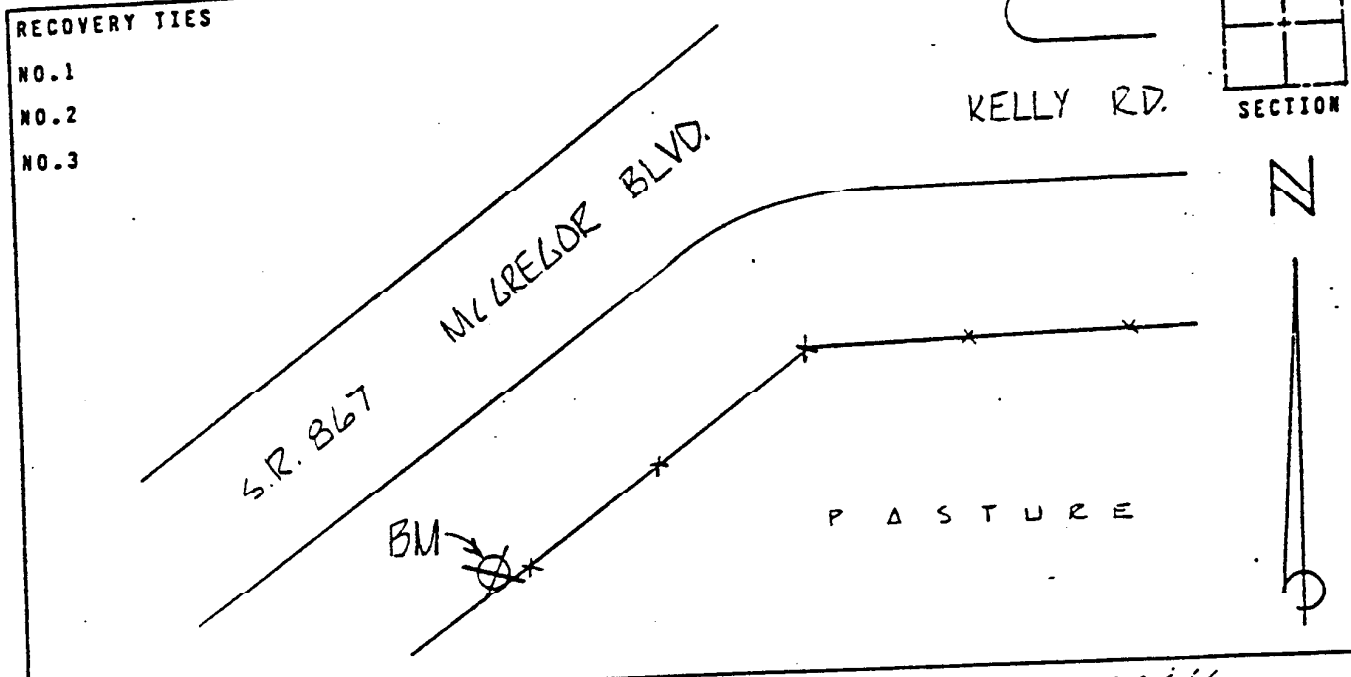 RECOVERY TIES
NO.1
NO.2
NO.3
KELLY RD.
SECTION
N
S.R. 867 McGREGOR BLVD.
BM
PASTURE